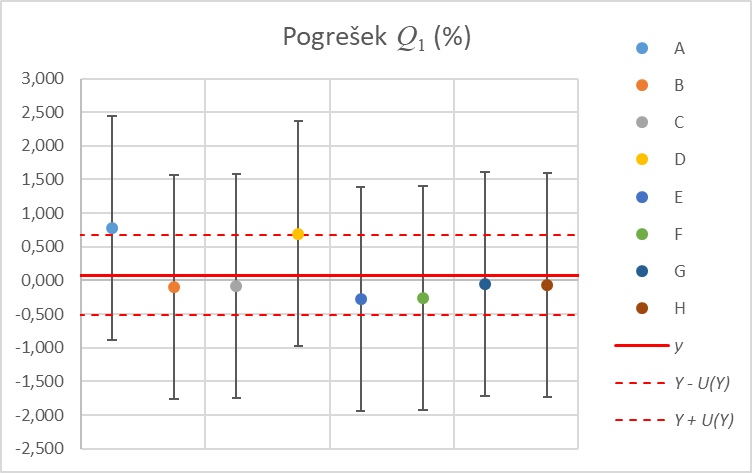 Pogrešek Q1 (%)
3,000
2,500
2,000
1,500
1,000
0,500
0,000
-0,500
-1,000
-1,500
-2,000
-2,500
A
B
C
D
E
F
G
H
y
Y - U(Y)
Y + U(Y)